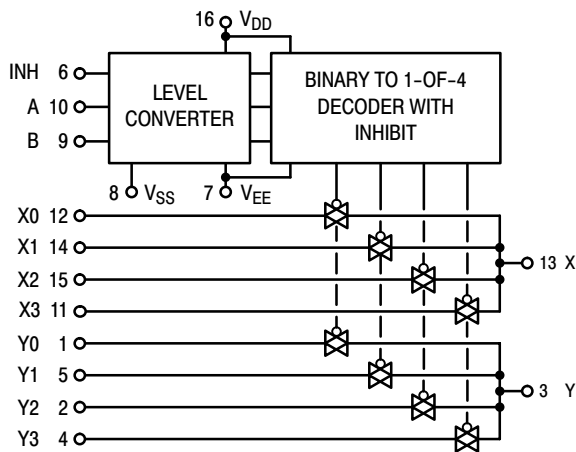 16 VDD
INH 6
A 10
B 9
LEVEL
CONVERTER
BINARY TO 1-OF-4
DECODER WITH
INHIBIT
8 VSS
7 VEE
X0 12
X1 14
X2 15
X3 11
13 X
Y0 1
Y1 5
Y2 2
Y3 4
3 Y